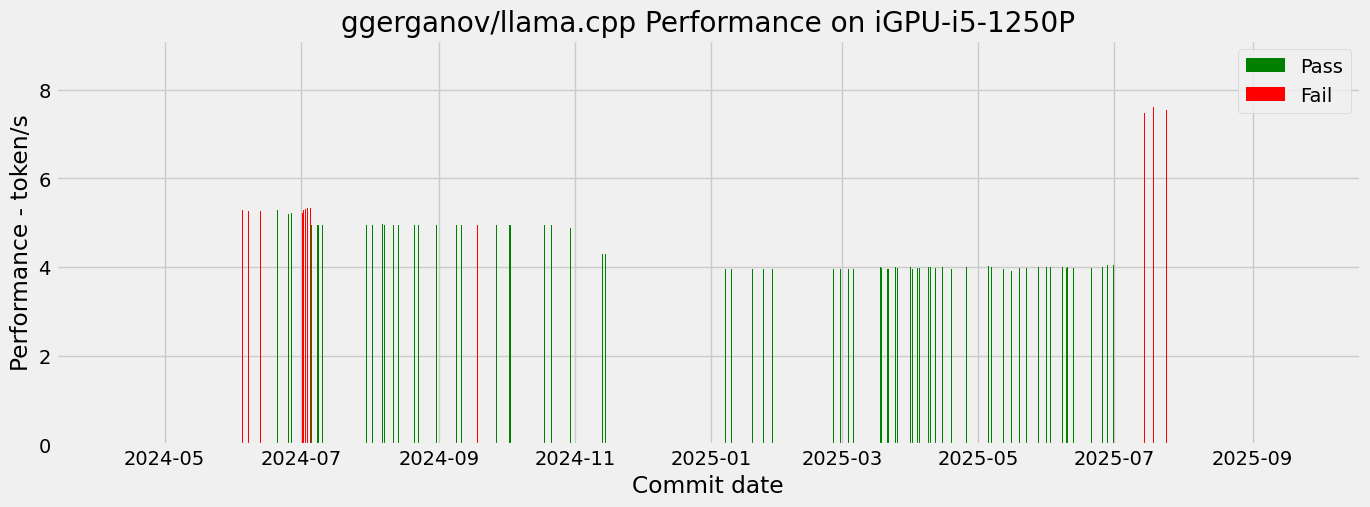 ggerganov/llama.cpp Performance on iGPU-i5-1250P
Pass
Fail
8
6
4
2
0
Performance - token/s
2024-05 2024-07 2024-09 2024-11 2025-01 2025-03 2025-05 2025-07 2025-09
Commit date